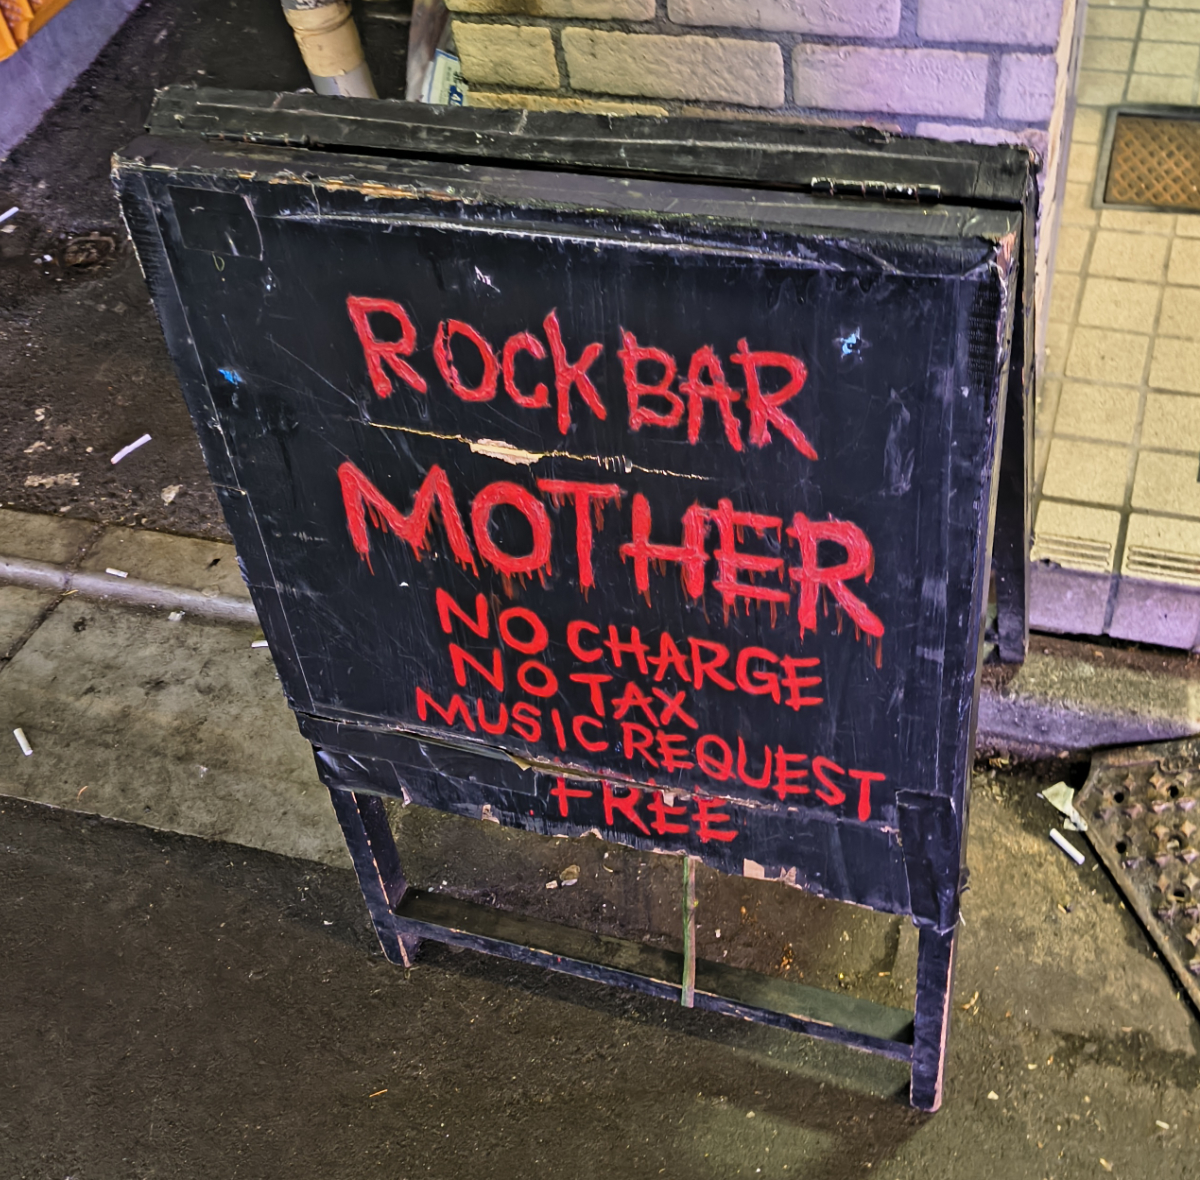 ROCK BAR
MOTHER
NO CHARGE
NO TAX
MUSIC REQUEST
FREE